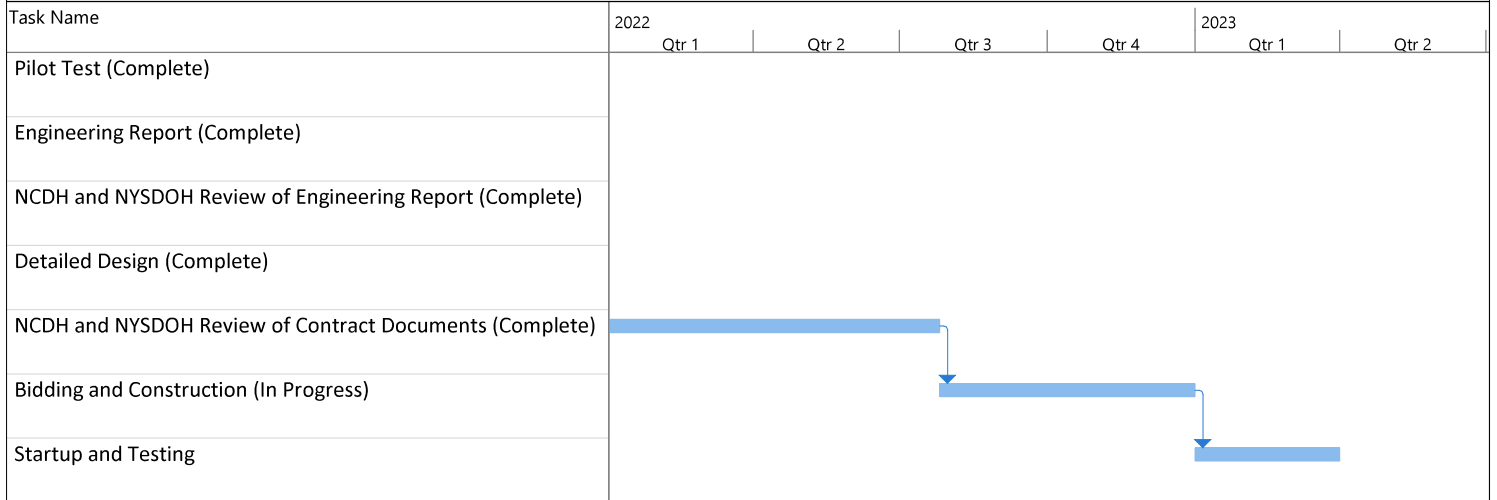 Task Name
2022
2023
Qtr 1
Qtr 2
Qtr 3
Qtr 4
Qtr 1
Qtr 2
Pilot Test (Complete)
Engineering Report (Complete)
NCDH and NYSDOH Review of Engineering Report (Complete)
Detailed Design (Complete)
NCDH and NYSDOH Review of Contract Documents (Complete)
Bidding and Construction (In Progress)
Startup and Testing